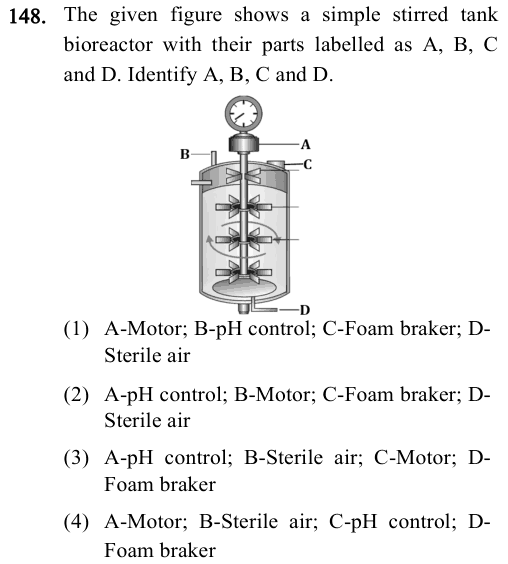 148. The given figure shows a simple stirred tank
bioreactor with their parts labelled as A, B, C
and D. Identify A, B, C and D.
A
B
C
D
(1) A-Motor; B-pH control; C-Foam braker; D-
Sterile air
(2) A-pH control; B-Motor; C-Foam braker; D-
Sterile air
(3) A-pH control; B-Sterile air; C-Motor; D-
Foam braker
(4) A-Motor; B-Sterile air; C-pH control; D-
Foam braker